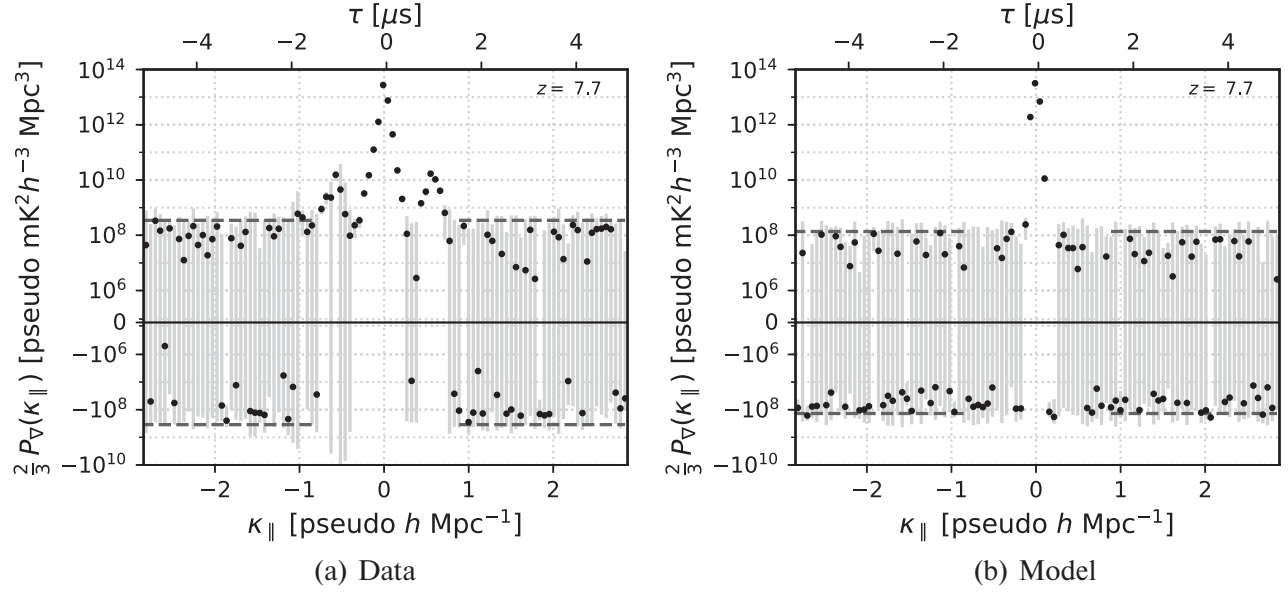 τ [μs]
−4 −2 0 2 4
10^14
10^12
10^10
10^8
10^6
0
−10^6
−10^8
−10^10
2/3 P∇(κ∥) [pseudo mK²h⁻³ Mpc³]
z = 7.7
−2 −1 0 1 2
κ∥ [pseudo h Mpc⁻¹]
(a) Data
τ [μs]
−4 −2 0 2 4
10^14
10^12
10^10
10^8
10^6
0
−10^6
−10^8
−10^10
2/3 P∇(κ∥) [pseudo mK²h⁻³ Mpc³]
z = 7.7
−2 −1 0 1 2
κ∥ [pseudo h Mpc⁻¹]
(b) Model